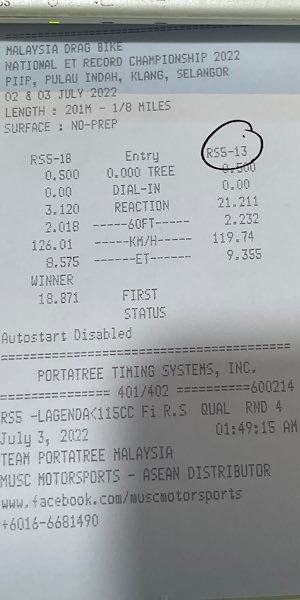 MALAYSIA DRAG BIKE
NATIONAL ET RECORD CHAMPIONSHIP 2022
PIIP, PULAU INDAH, KLANG, SELANGOR
02 & 03 JULY 2022
LENGTH : 201M - 1/8 MILES
SURFACE : NO-PREP
RS5-18 Entry RS5-13
0.500 0.000 TREE 0.500
0.00 DIAL-IN 0.00
3.120 REACTION 21.211
2.018 -----60FT----- 2.232
126.01 -----KM/H----- 119.74
8.575 ------ET------ 9.355
WINNER
18.871 FIRST
STATUS
Autostart Disabled
==================================
PORTATREE TIMING SYSTEMS, INC.
============== 401/402 ==========600214
RS5 -LAGENDA<115CC Fi R.S QUAL RND 4
July 3, 2022 01:49:15 AM
TEAM PORTATREE MALAYSIA
MUSC MOTORSPORTS - ASEAN DISTRIBUTOR
www.facebook.com/muscmotorsports
+6016-6681490